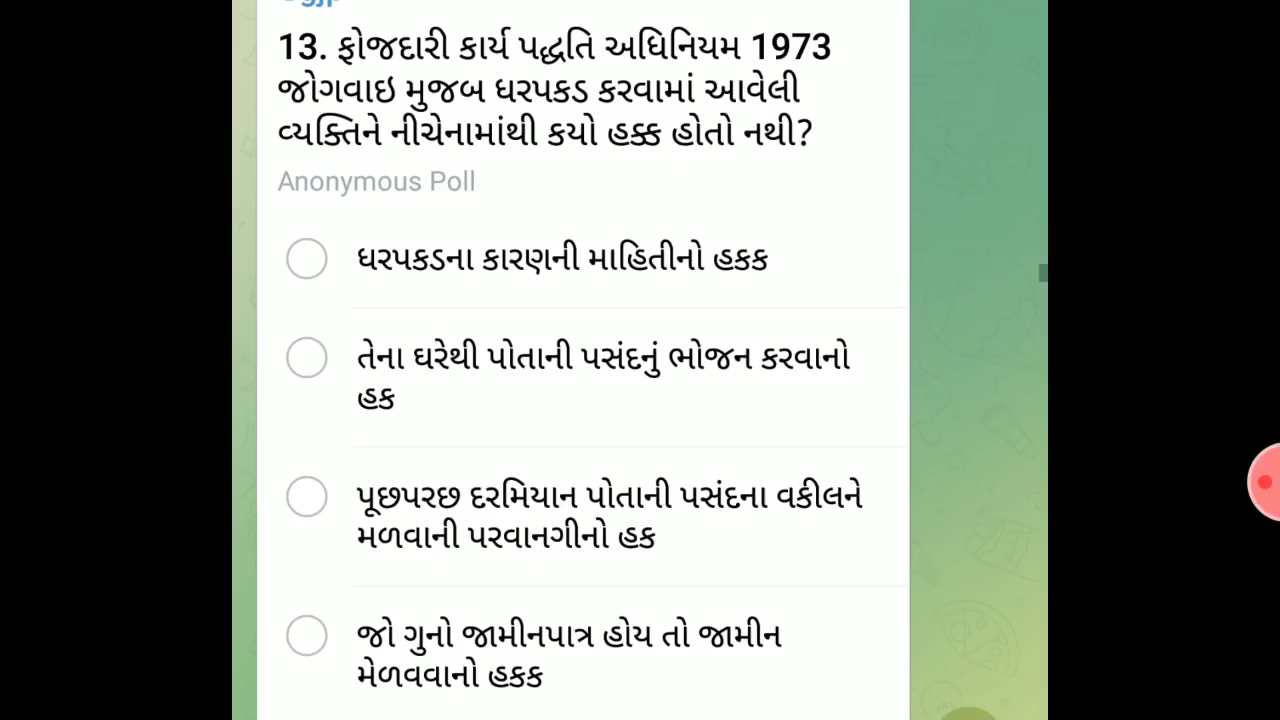 13. ફોજદારી કાર્ય પદ્ધતિ અધિનિયમ 1973
જોગવાઇ મુજબ ધરપકડ કરવામાં આવેલી
વ્યક્તિને નીચેનામાંથી કયો હક્ક હોતો નથી?
Anonymous Poll
ધરપકડના કારણની માહિતીનો હકક
તેના ઘરેથી પોતાની પસંદનું ભોજન કરવાનો
હક
પૂછપરછ દરમિયાન પોતાની પસંદના વકીલને
મળવાની પરવાનગીનો હક
જો ગુનો જામીનપાત્ર હોય તો જામીન
મેળવવાનો હકક